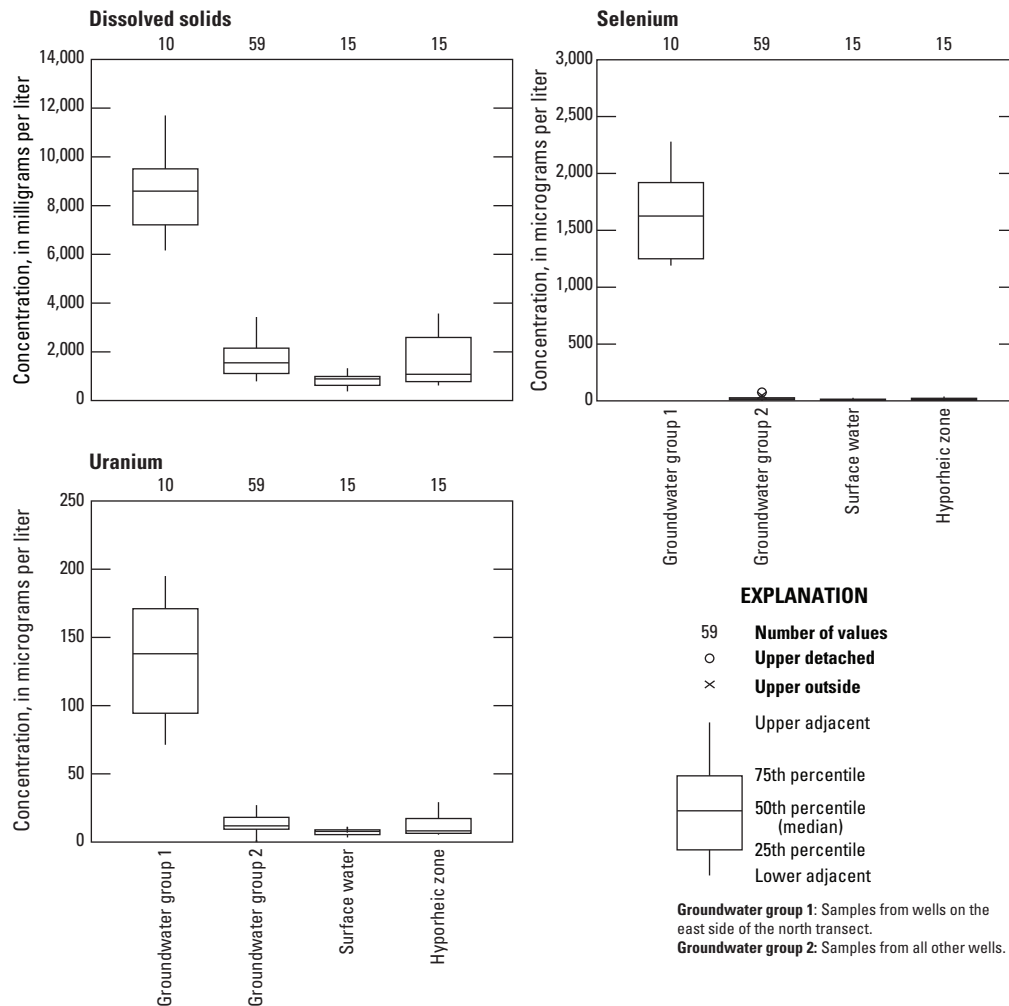 Dissolved solids
10 59 15 15
Concentration, in milligrams per liter
14,000
12,000
10,000
8,000
6,000
4,000
2,000
0
Selenium
10 59 15 15
Concentration, in micrograms per liter
3,000
2,500
2,000
1,500
1,000
500
0
Groundwater group 1
Groundwater group 2
Surface water
Hyporheic zone
Uranium
10 59 15 15
Concentration, in micrograms per liter
250
200
150
100
50
0
Groundwater group 1
Groundwater group 2
Surface water
Hyporheic zone
EXPLANATION
59 Number of values
Upper detached
Upper outside
Upper adjacent
75th percentile
50th percentile
(median)
25th percentile
Lower adjacent
Groundwater group 1: Samples from wells on the
east side of the north transect.
Groundwater group 2: Samples from all other wells.